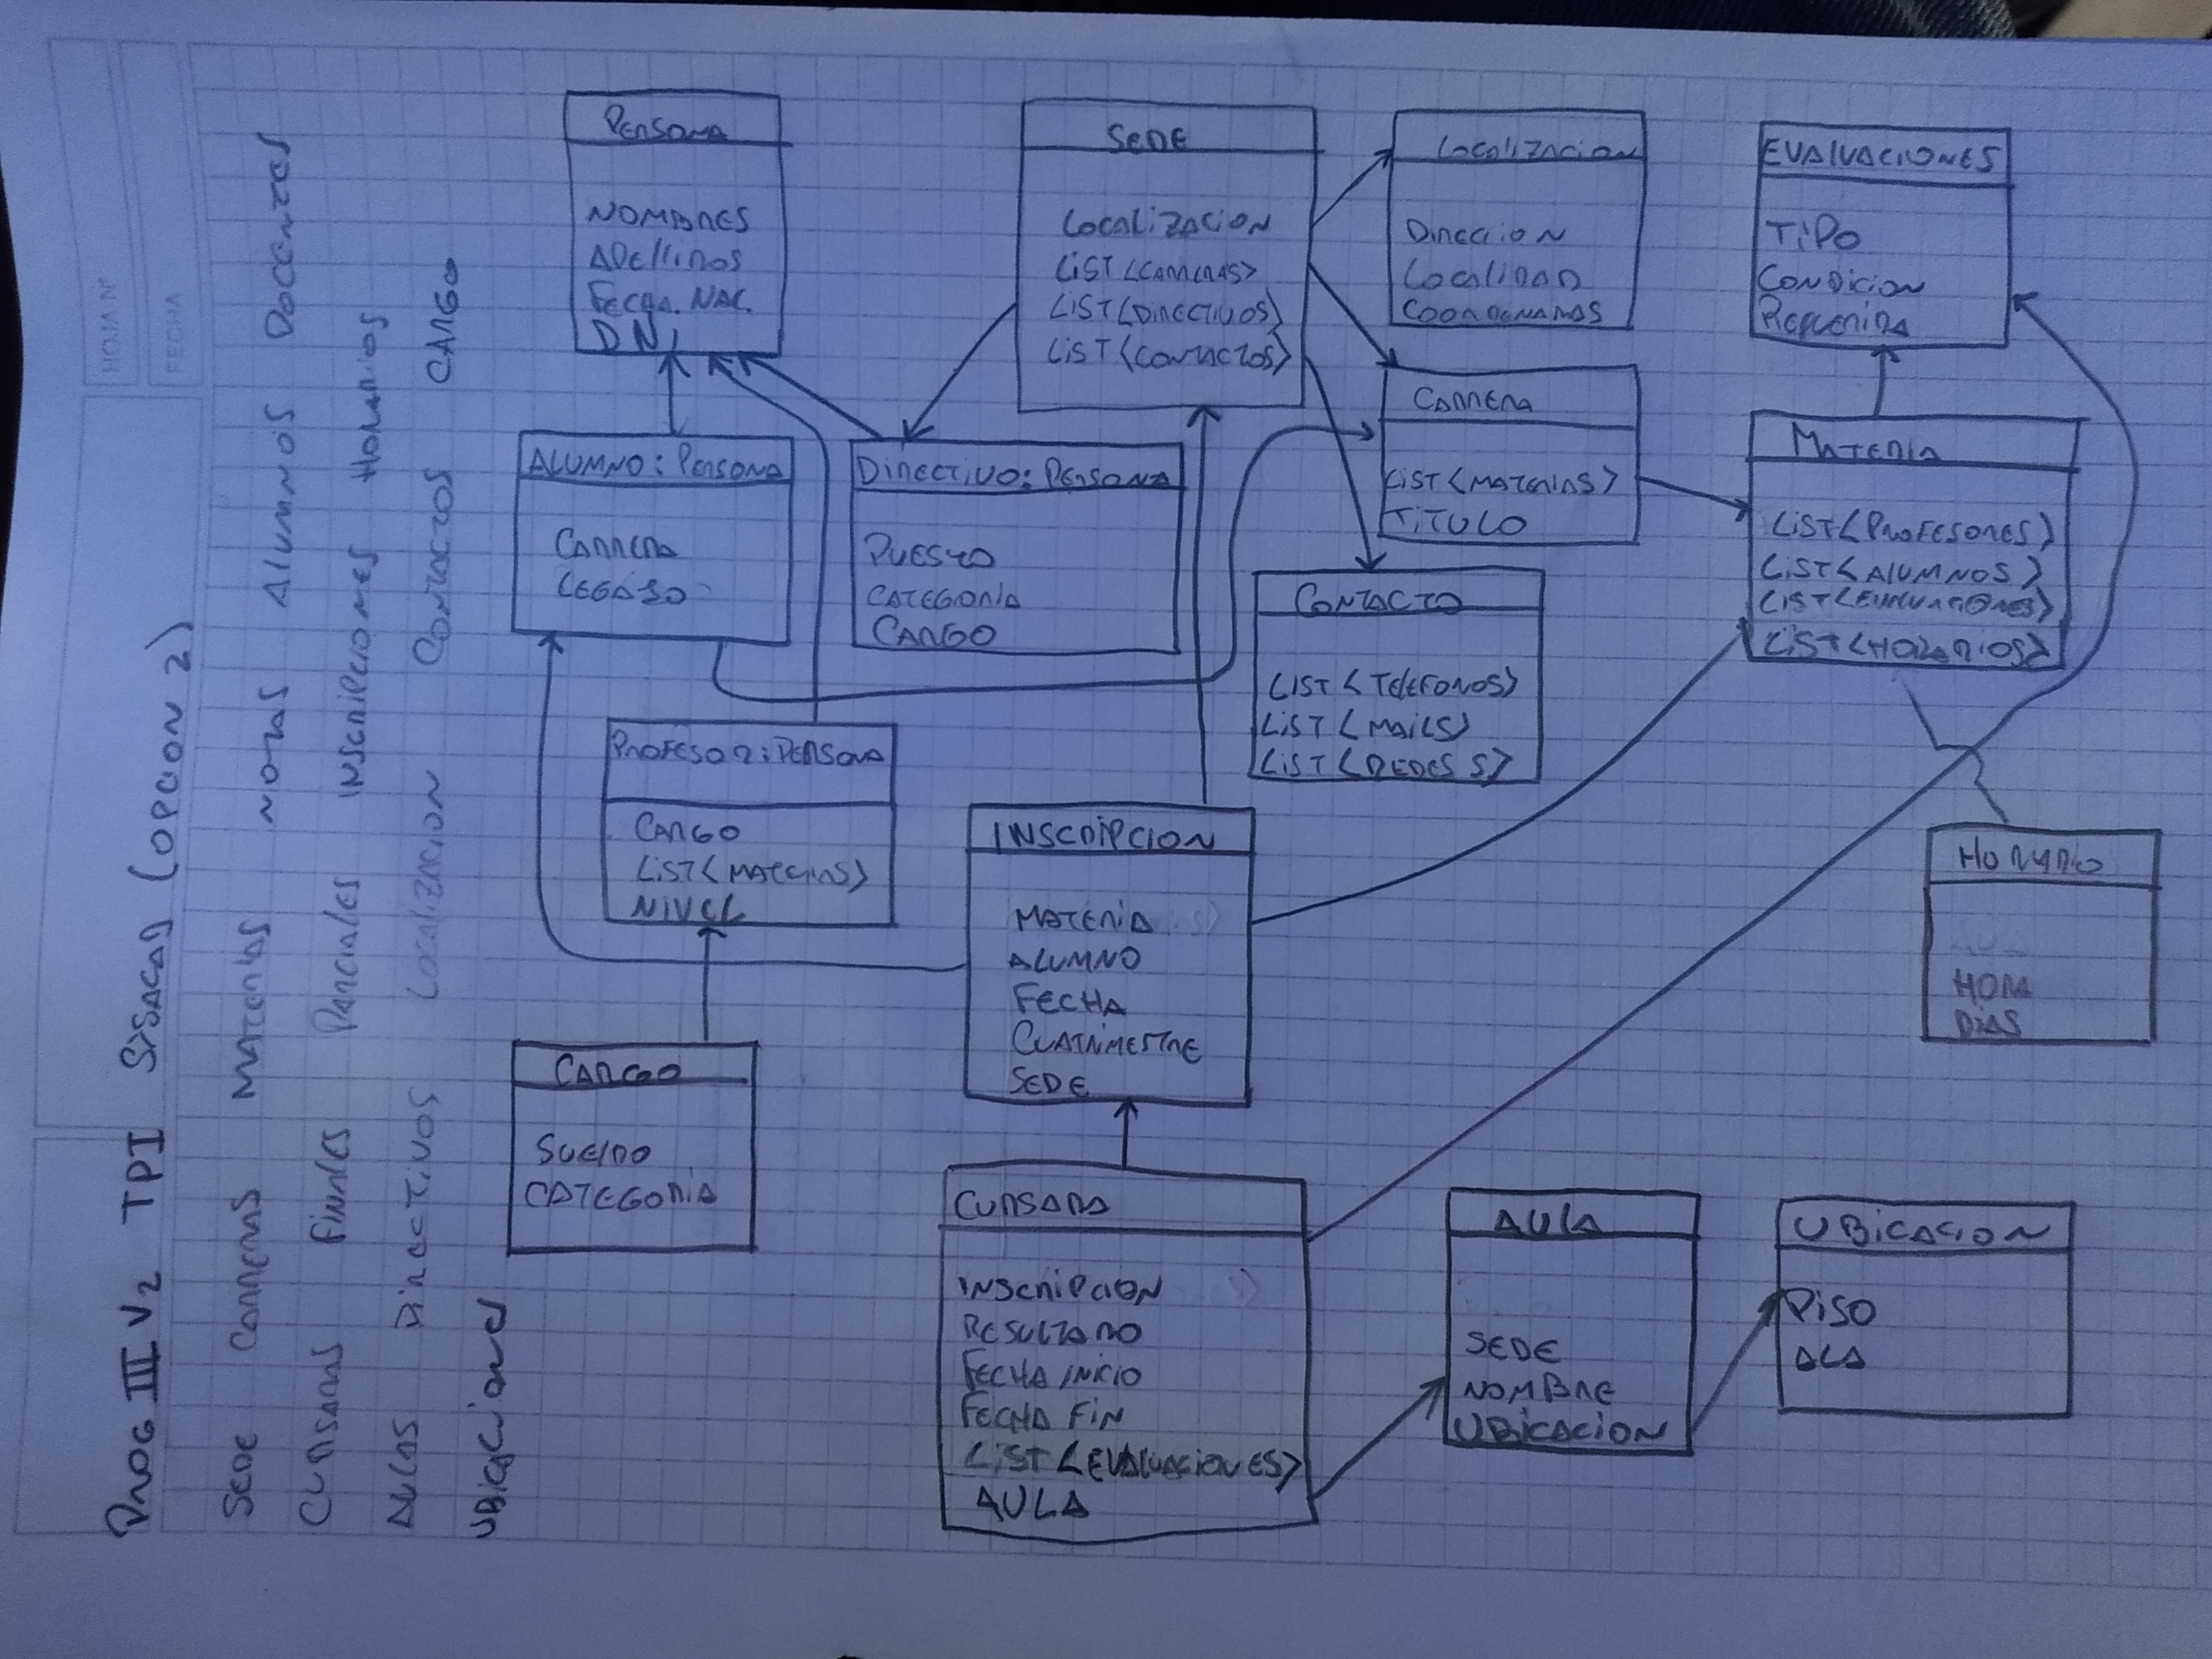 HOJA Nº
FECHA
PROG III V2 TPI SYSACAD (OPCION 2)
SEDE CARRERAS MATERIAS NOTAS ALUMNOS DOCENTES
CURSADAS FINALES PARCIALES INSCRIPCIONES HORARIOS
AULAS DIRECTIVOS LOCALIZACION CONTACTOS CARGO
UBICACIONES
PERSONA
NOMBRES
APELLIDOS
FECHA. NAC.
DNI
SEDE
LOCALIZACION
LIST <CARRERAS>
LIST <DIRECTIVOS>
LIST <CONTACTOS>
LOCALIZACION
DIRECCION
LOCALIDAD
COORDENADAS
EVALUACIONES
TIPO
CONDICION
REQUERIDA
ALUMNO: PERSONA
CARRERA
LEGAJO
DIRECTIVO: PERSONA
PUESTO
CATEGORIA
CARGO
CARRERA
LIST <MATERIAS>
TITULO
MATERIA
LIST <PROFESORES>
LIST <ALUMNOS>
LIST <EVALUACIONES>
LIST <HORARIOS>
CONTACTO
LIST <TELEFONOS>
LIST <MAILS>
LIST <REDES S>
PROFESOR: PERSONA
CARGO
LIST <MATERIAS>
NIVEL
INSCRIPCION
MATERIA
ALUMNO
FECHA
CUATRIMESTRE
SEDE
HORARIO
HORA
DIAS
CARGO
SUELDO
CATEGORIA
CURSADA
INSCRIPCION
RESULTADO
FECHA INICIO
FECHA FIN
LIST <EVALUACIONES>
AULA
AULA
SEDE
NOMBRE
UBICACION
UBICACION
PISO
ALA